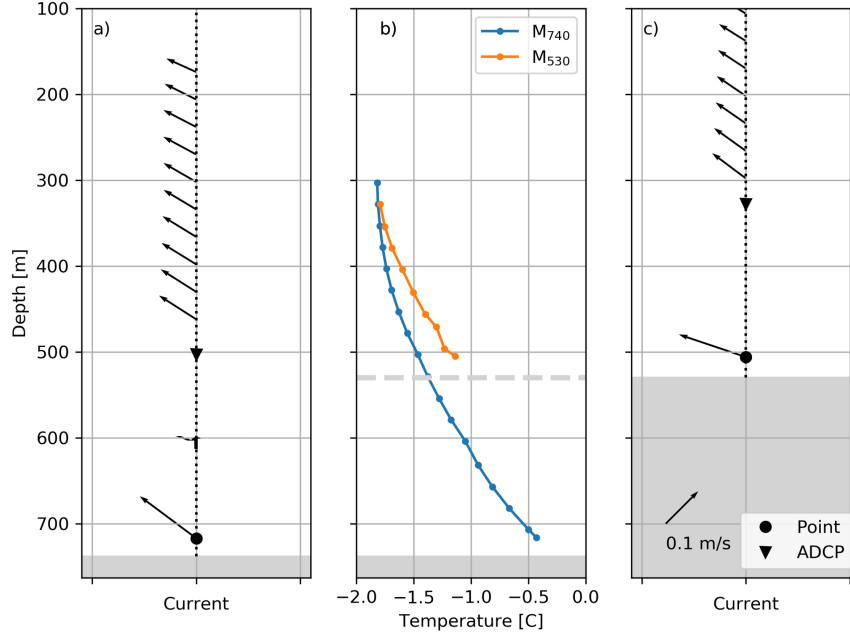 a)
b)
c)
M740
M530
100
200
300
400
500
600
700
Depth [m]
Current
−2.0
−1.5
−1.0
−0.5
0.0
Temperature [C]
0.1 m/s
Point
ADCP
Current